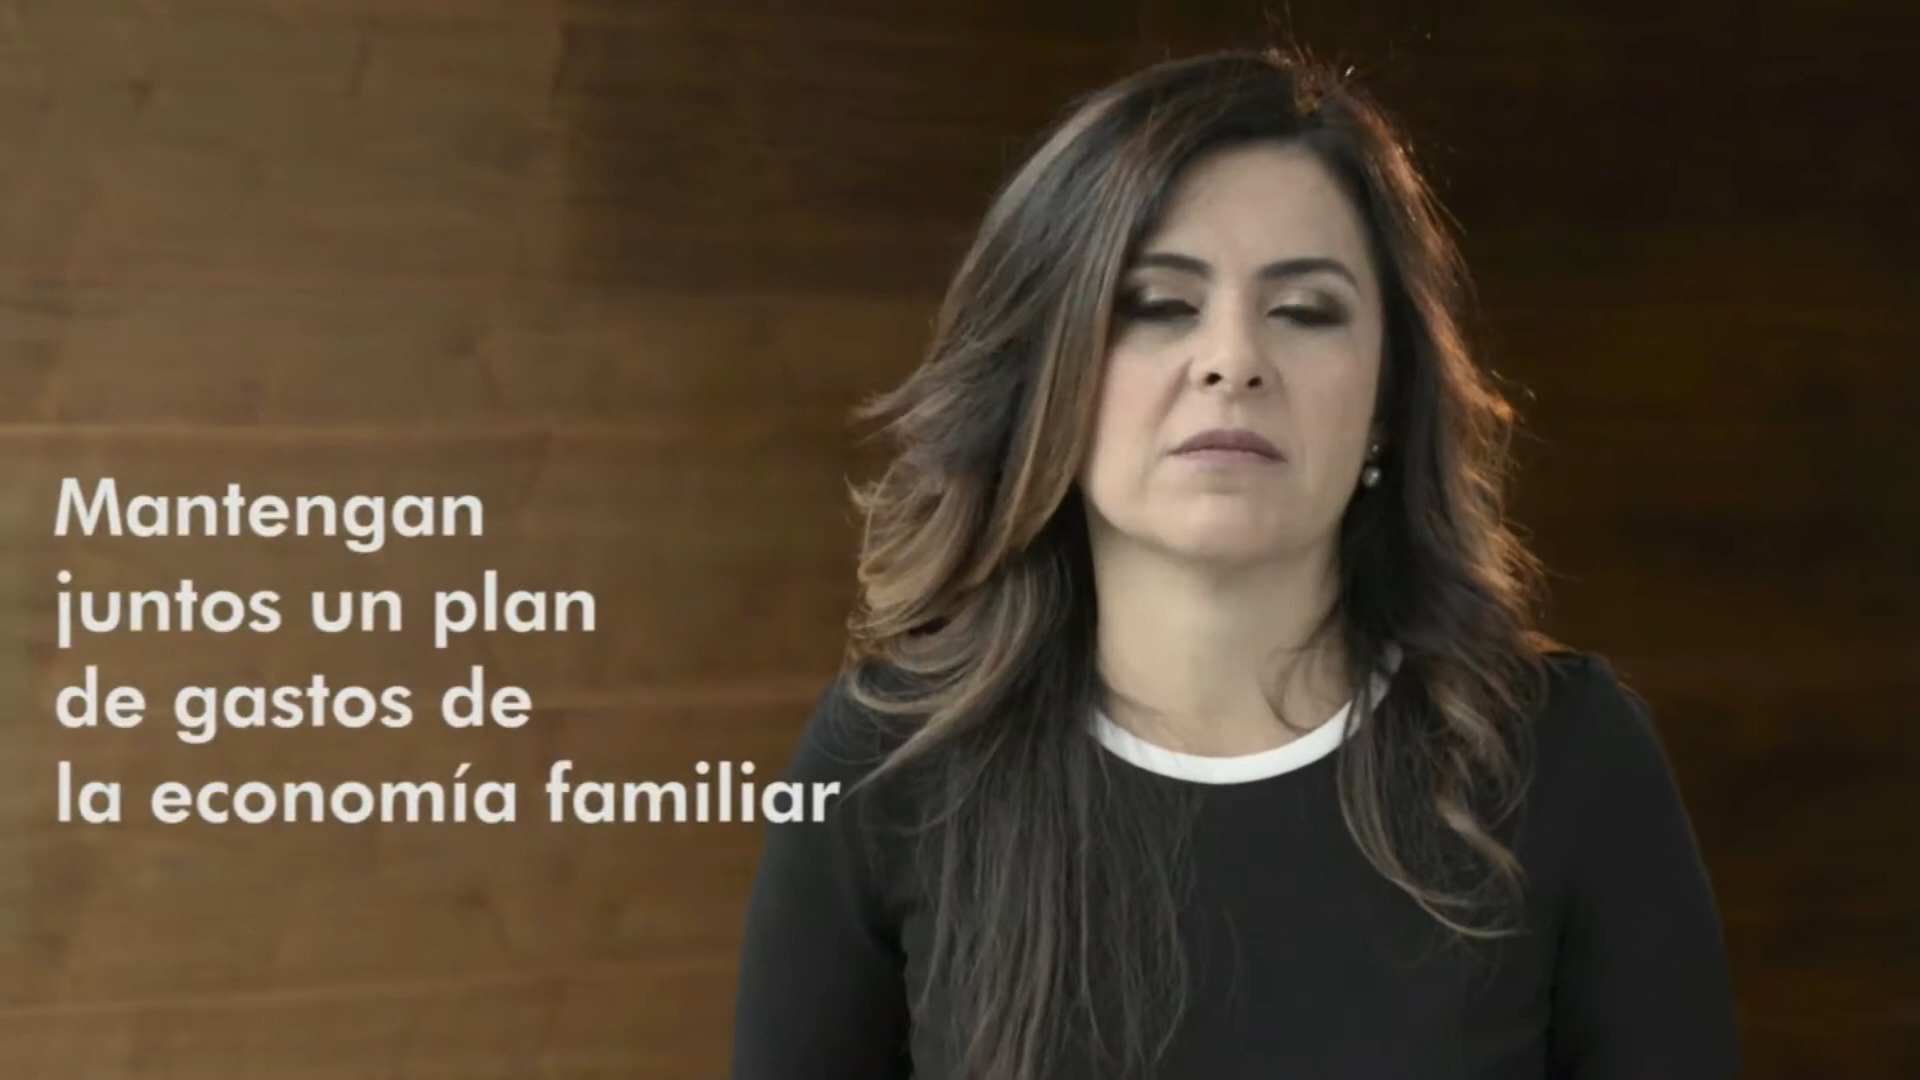 Mantengan
juntos un plan
de gastos de
la economía familiar